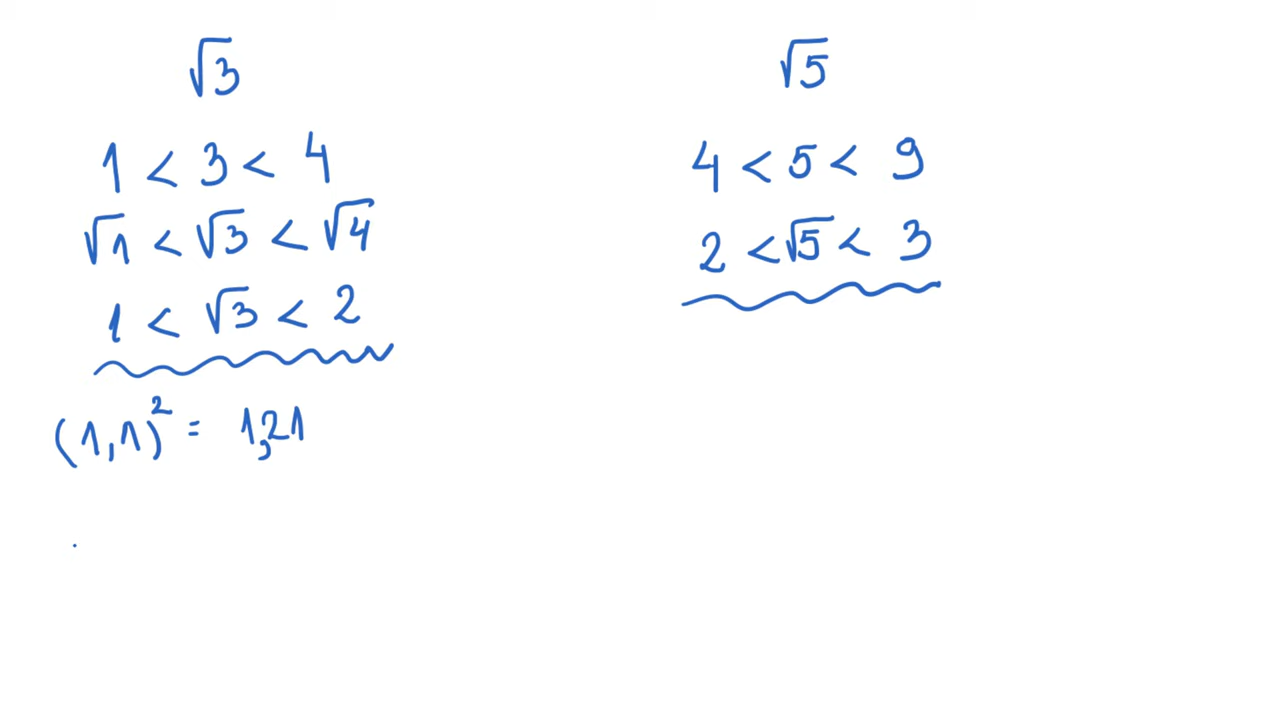 √3
1 < 3 < 4
√1 < √3 < √4
1 < √3 < 2
(1,1)² = 1,21
√5
4 < 5 < 9
2 < √5 < 3